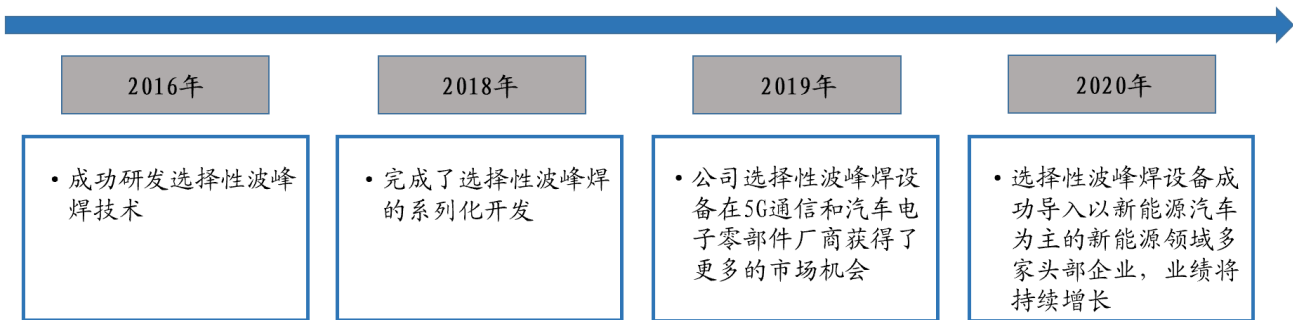 2016年
2018年
2019年
2020年
• 成功研发选择性波峰
焊技术
• 完成了选择性波峰焊
的系列化开发
• 公司选择性波峰焊设
备在5G通信和汽车电
子零部件厂商获得了
更多的市场机会
• 选择性波峰焊设备成
功导入以新能源汽车
为主的新能源领域多
家头部企业，业绩将
持续增长